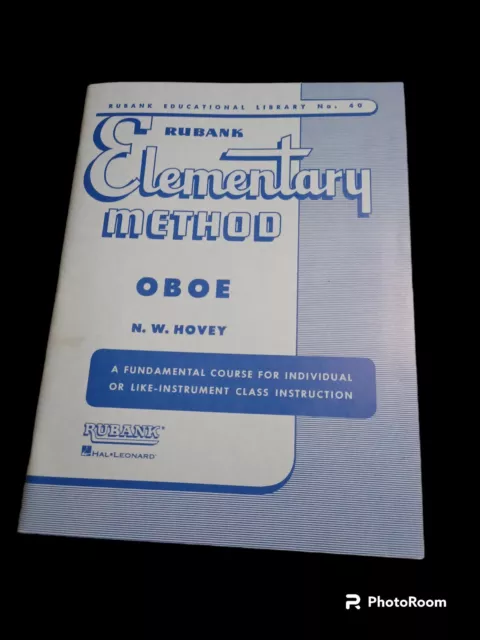 RUBANK EDUCATIONAL LIBRARY No. 40
RUBANK
Elementary
METHOD
OBOE
N. W. HOVEY
A FUNDAMENTAL COURSE FOR INDIVIDUAL
OR LIKE-INSTRUMENT CLASS INSTRUCTION
RUBANK
HAL•LEONARD®
PhotoRoom